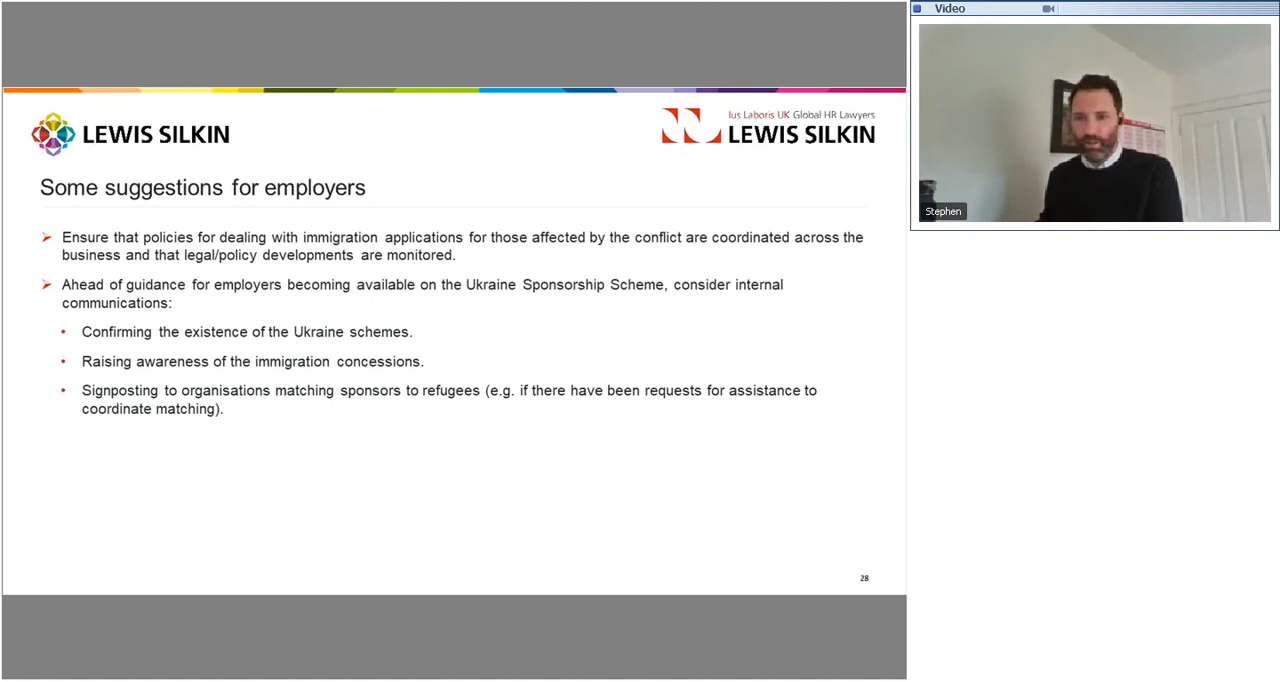 Video
LEWIS SILKIN
Ius Laboris UK Global HR Lawyers
LEWIS SILKIN
Some suggestions for employers
Ensure that policies for dealing with immigration applications for those affected by the conflict are coordinated across the
business and that legal/policy developments are monitored.
Ahead of guidance for employers becoming available on the Ukraine Sponsorship Scheme, consider internal
communications:
Confirming the existence of the Ukraine schemes.
Raising awareness of the immigration concessions.
Signposting to organisations matching sponsors to refugees (e.g. if there have been requests for assistance to
coordinate matching).
28
Stephen